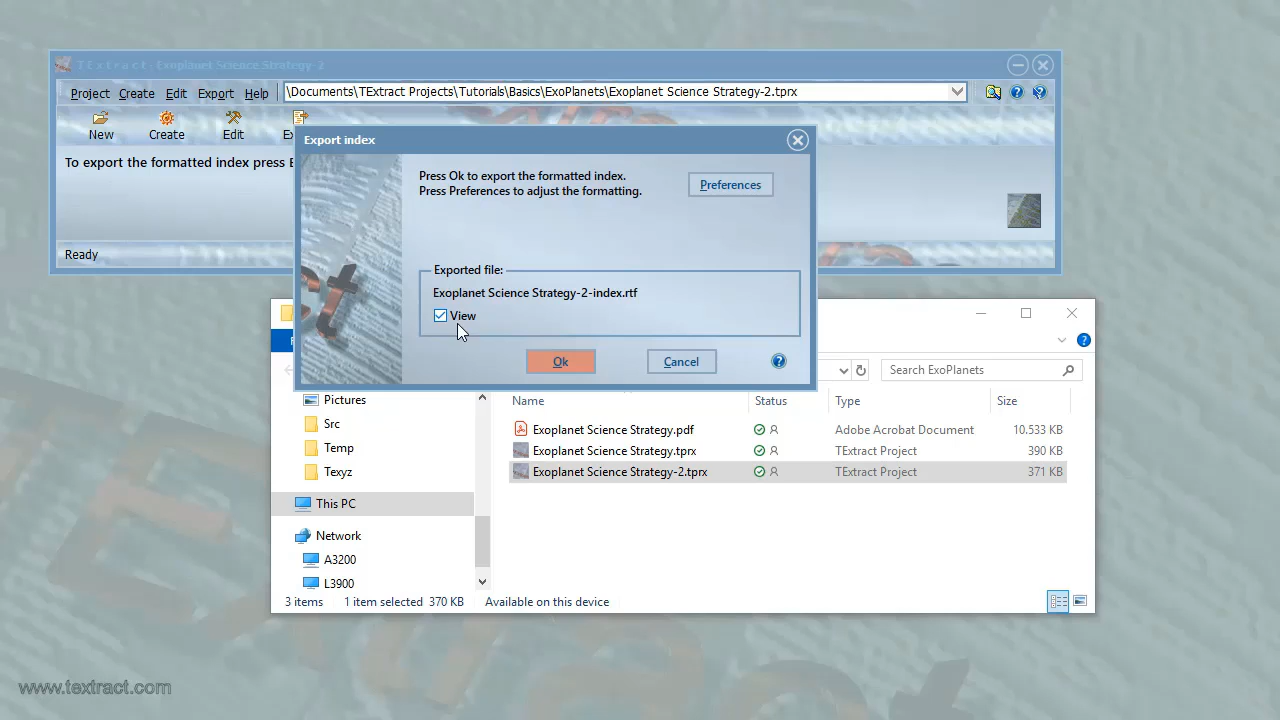 TExtract - Exoplanet Science Strategy-2
Project Create Edit Export Help \Documents\TExtract Projects\Tutorials\Basics\ExoPlanets\Exoplanet Science Strategy-2.tprx
New Create Edit
To export the formatted index press
Ready
Export index
Press Ok to export the formatted index.
Press Preferences to adjust the formatting.
Preferences
Exported file:
Exoplanet Science Strategy-2-index.rtf
View
Ok Cancel
Search ExoPlanets
Pictures
Src
Temp
Texyz
This PC
Network
A3200
L3900
Name Status Type Size
Exoplanet Science Strategy.pdf Adobe Acrobat Document 10.533 KB
Exoplanet Science Strategy.tprx TExtract Project 390 KB
Exoplanet Science Strategy-2.tprx TExtract Project 371 KB
3 items 1 item selected 370 KB Available on this device
www.textract.com